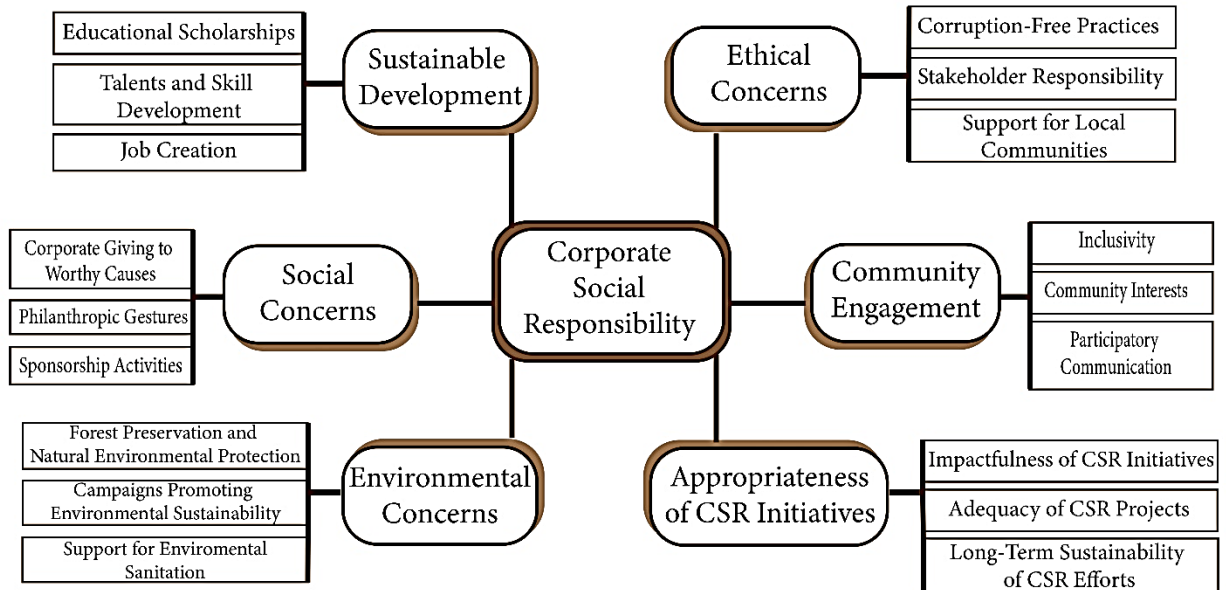 Educational Scholarships
Talents and Skill
Development
Job Creation
Sustainable
Development
Ethical
Concerns
Corruption-Free Practices
Stakeholder Responsibility
Support for Local
Communities
Corporate Giving to
Worthy Causes
Philanthropic Gestures
Sponsorship Activities
Social
Concerns
Corporate
Social
Responsibility
Community
Engagement
Inclusivity
Community Interests
Participatory
Communication
Forest Preservation and
Natural Environmental Protection
Campaigns Promoting
Environmental Sustainability
Support for Enviromental
Sanitation
Environmental
Concerns
Appropriateness
of CSR Initiatives
Impactfulness of CSR Initiatives
Adequacy of CSR Projects
Long-Term Sustainability
of CSR Efforts